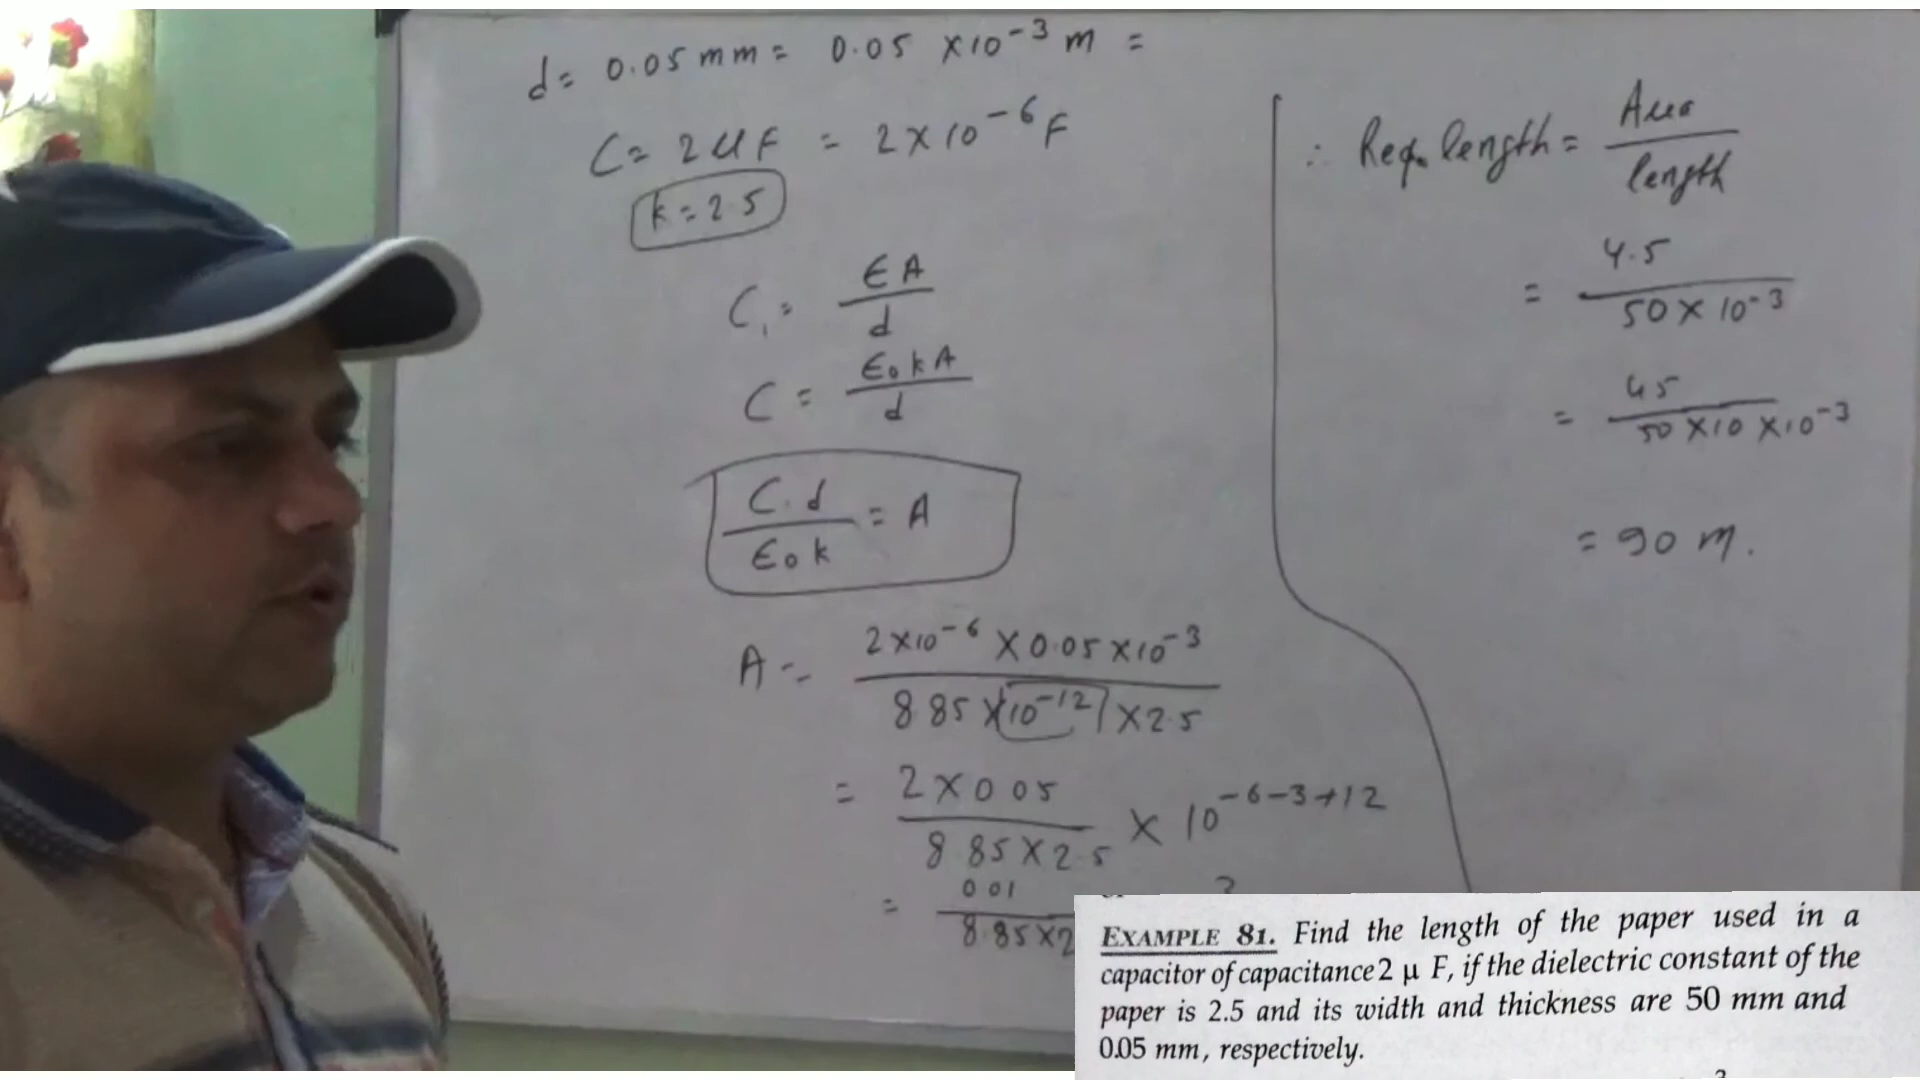 d = 0.05 mm = 0.05 × 10⁻³ m =
C = 2 μF = 2 × 10⁻⁶ F
k = 2.5
C₁ = ϵA / d
C = ϵ₀kA / d
C.d / ϵ₀k = A
A = 2×10⁻⁶ × 0.05 × 10⁻³ / 8.85 × 10⁻¹² × 2.5
= 2 × 0.05 / 8.85 × 2.5 × 10⁻⁶⁻³⁺¹²
= 0.01 / 8.85 × 2
∴ Req. length = Area / length
= 4.5 / 50 × 10⁻³
= 45 / 50 × 10 × 10⁻³
= 90 m.
EXAMPLE 81. Find the length of the paper used in a
capacitor of capacitance 2 μ F, if the dielectric constant of the
paper is 2.5 and its width and thickness are 50 mm and
0.05 mm, respectively.